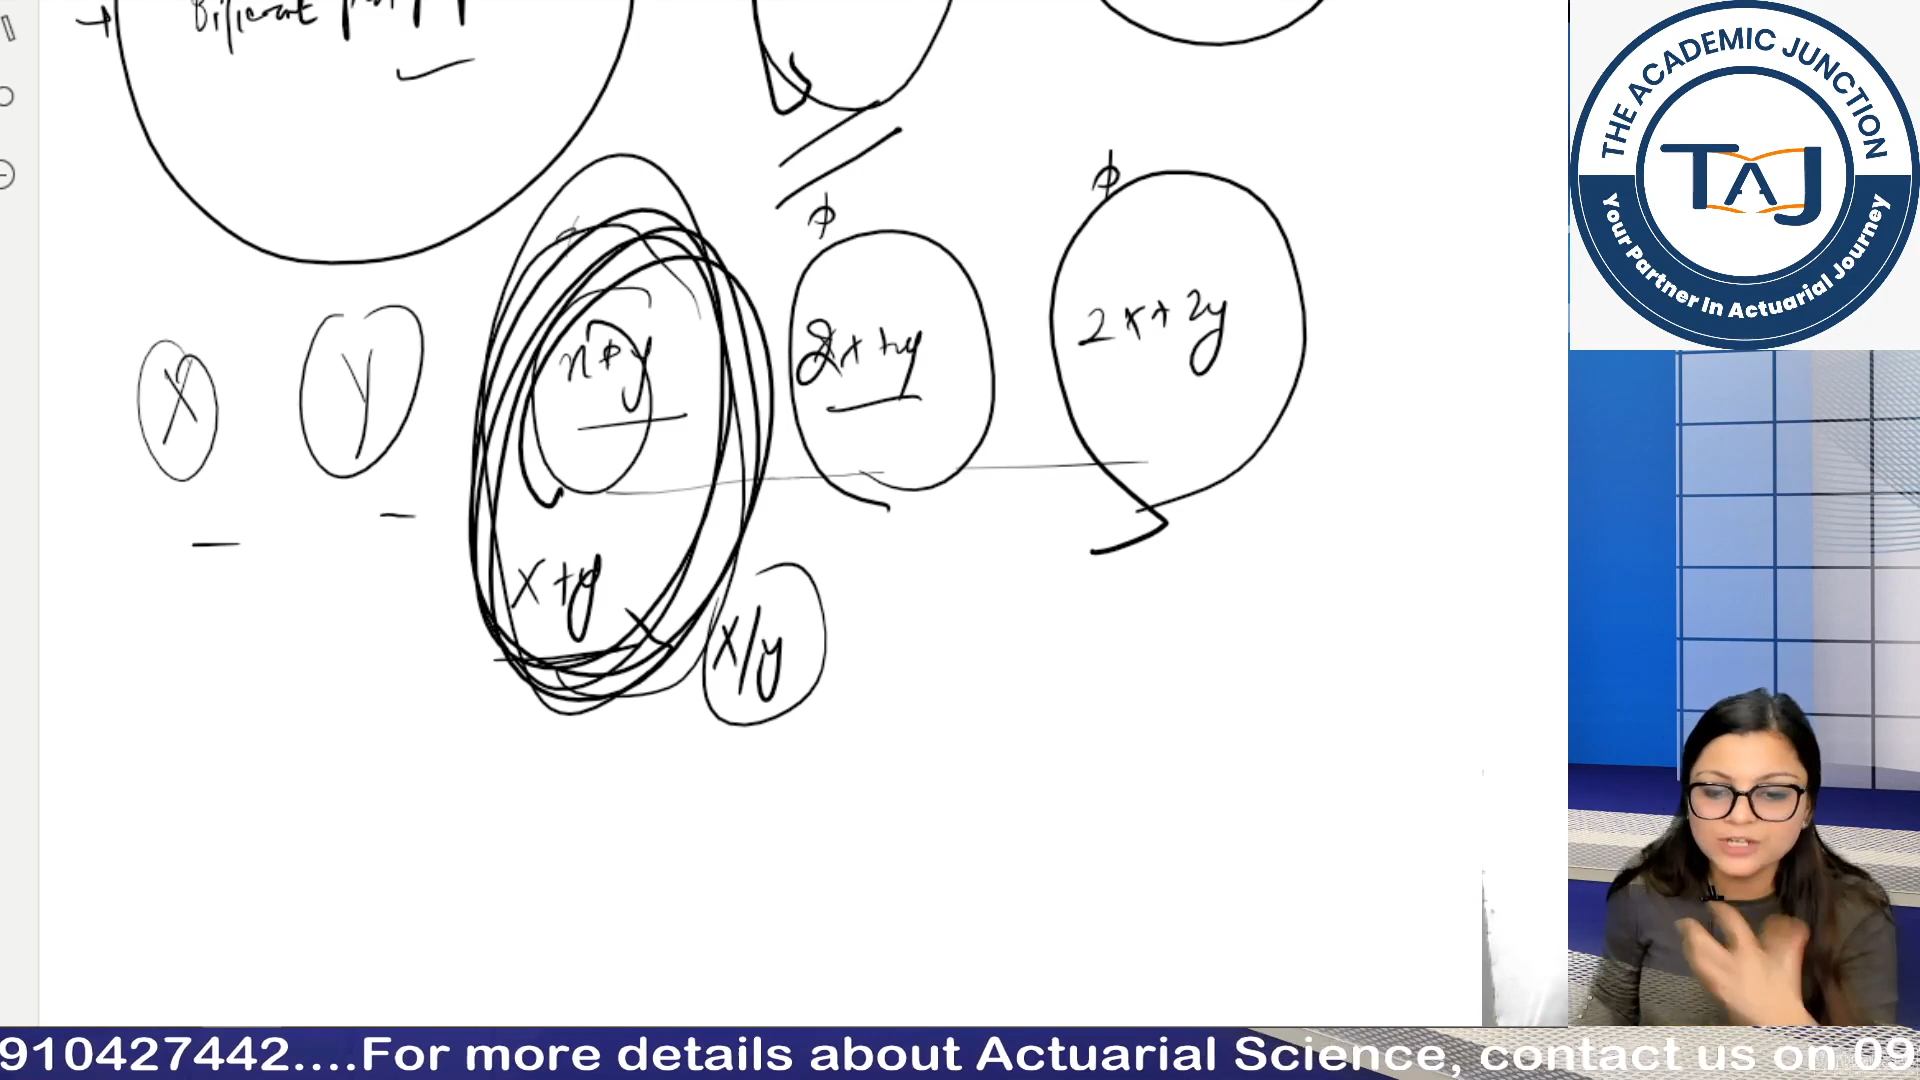 ϕ
ϕ
X
y
x+y
2x+y
2x+2y
x+y
x/y
THE ACADEMIC JUNCTION
TAJ
Your Partner In Actuarial Journey
910427442....For more details about Actuarial Science, contact us on 09